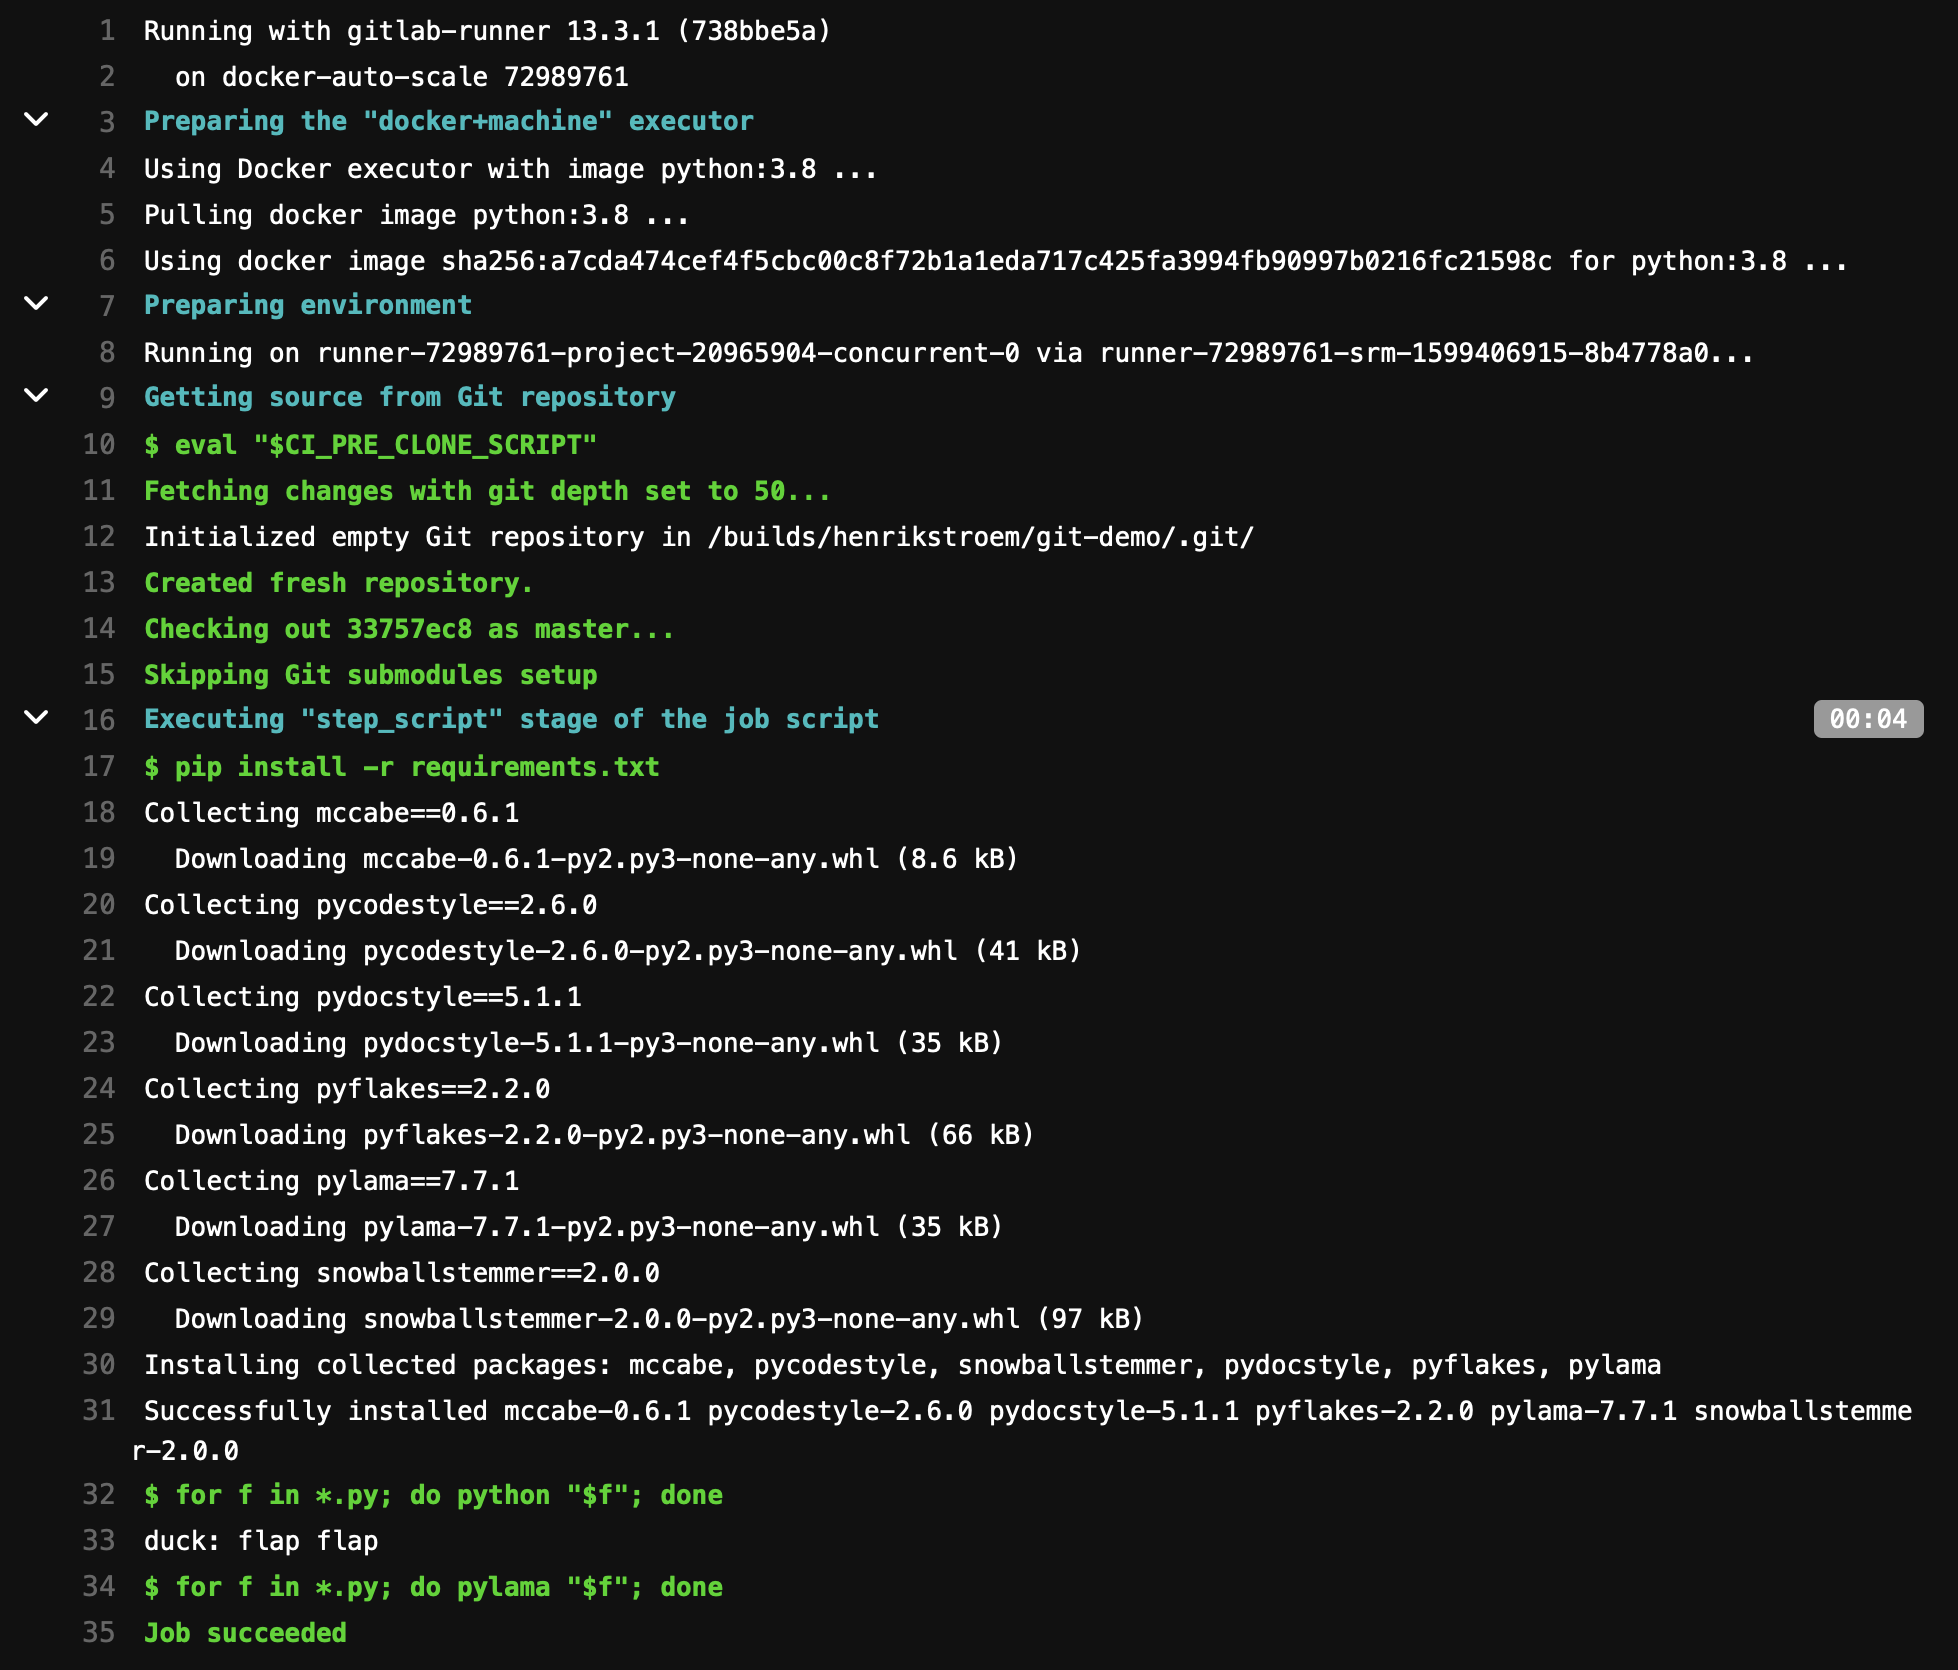 1 Running with gitlab-runner 13.3.1 (738bbe5a)
2   on docker-auto-scale 72989761
3 Preparing the "docker+machine" executor
4 Using Docker executor with image python:3.8 ...
5 Pulling docker image python:3.8 ...
6 Using docker image sha256:a7cda474cef4f5cbc00c8f72b1a1eda717c425fa3994fb90997b0216fc21598c for python:3.8 ...
7 Preparing environment
8 Running on runner-72989761-project-20965904-concurrent-0 via runner-72989761-srm-1599406915-8b4778a0...
9 Getting source from Git repository
10 $ eval "$CI_PRE_CLONE_SCRIPT"
11 Fetching changes with git depth set to 50...
12 Initialized empty Git repository in /builds/henrikstroem/git-demo/.git/
13 Created fresh repository.
14 Checking out 33757ec8 as master...
15 Skipping Git submodules setup
16 Executing "step_script" stage of the job script 00:04
17 $ pip install -r requirements.txt
18 Collecting mccabe==0.6.1
19   Downloading mccabe-0.6.1-py2.py3-none-any.whl (8.6 kB)
20 Collecting pycodestyle==2.6.0
21   Downloading pycodestyle-2.6.0-py2.py3-none-any.whl (41 kB)
22 Collecting pydocstyle==5.1.1
23   Downloading pydocstyle-5.1.1-py3-none-any.whl (35 kB)
24 Collecting pyflakes==2.2.0
25   Downloading pyflakes-2.2.0-py2.py3-none-any.whl (66 kB)
26 Collecting pylama==7.7.1
27   Downloading pylama-7.7.1-py2.py3-none-any.whl (35 kB)
28 Collecting snowballstemmer==2.0.0
29   Downloading snowballstemmer-2.0.0-py2.py3-none-any.whl (97 kB)
30 Installing collected packages: mccabe, pycodestyle, snowballstemmer, pydocstyle, pyflakes, pylama
31 Successfully installed mccabe-0.6.1 pycodestyle-2.6.0 pydocstyle-5.1.1 pyflakes-2.2.0 pylama-7.7.1 snowballstemme
r-2.0.0
32 $ for f in *.py; do python "$f"; done
33 duck: flap flap
34 $ for f in *.py; do pylama "$f"; done
35 Job succeeded